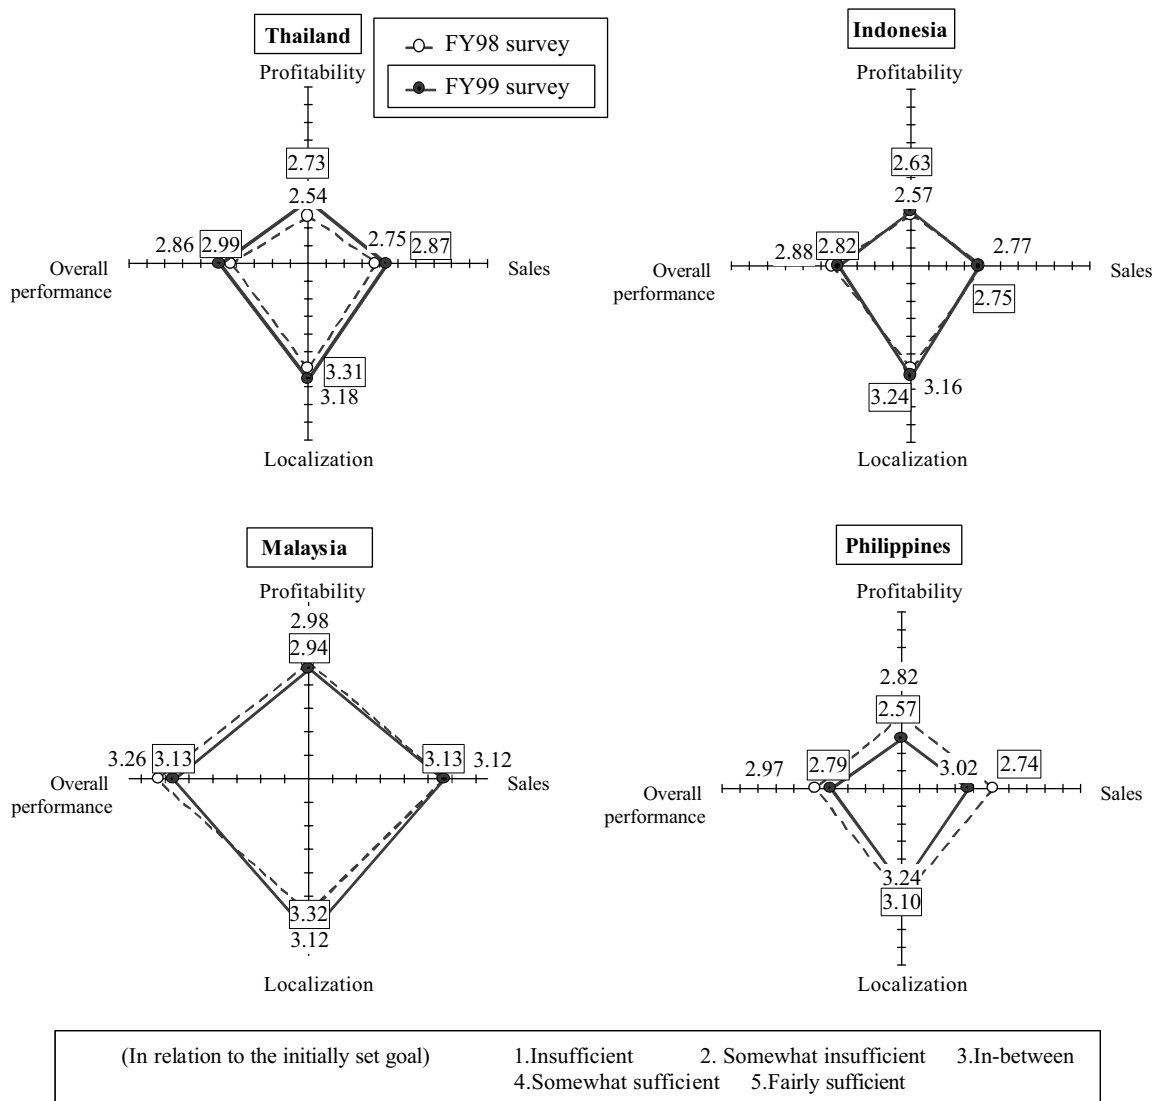 Thailand
FY98 survey
FY99 survey
Profitability
2.73
2.54
2.86 2.99 2.75 2.87
Overall performance
Sales
3.31
3.18
Localization
Indonesia
Profitability
2.63
2.57
2.88 2.82 2.77
Overall performance
Sales
2.75
3.24 3.16
Localization
Malaysia
Profitability
2.98
2.94
3.26 3.13 3.13 3.12
Overall performance
Sales
3.32
3.12
Localization
Philippines
Profitability
2.82
2.57
2.97 2.79 3.02 2.74
Overall performance
Sales
3.24
3.10
Localization
(In relation to the initially set goal) 1.Insufficient 2. Somewhat insufficient 3.In-between
4.Somewhat sufficient 5.Fairly sufficient